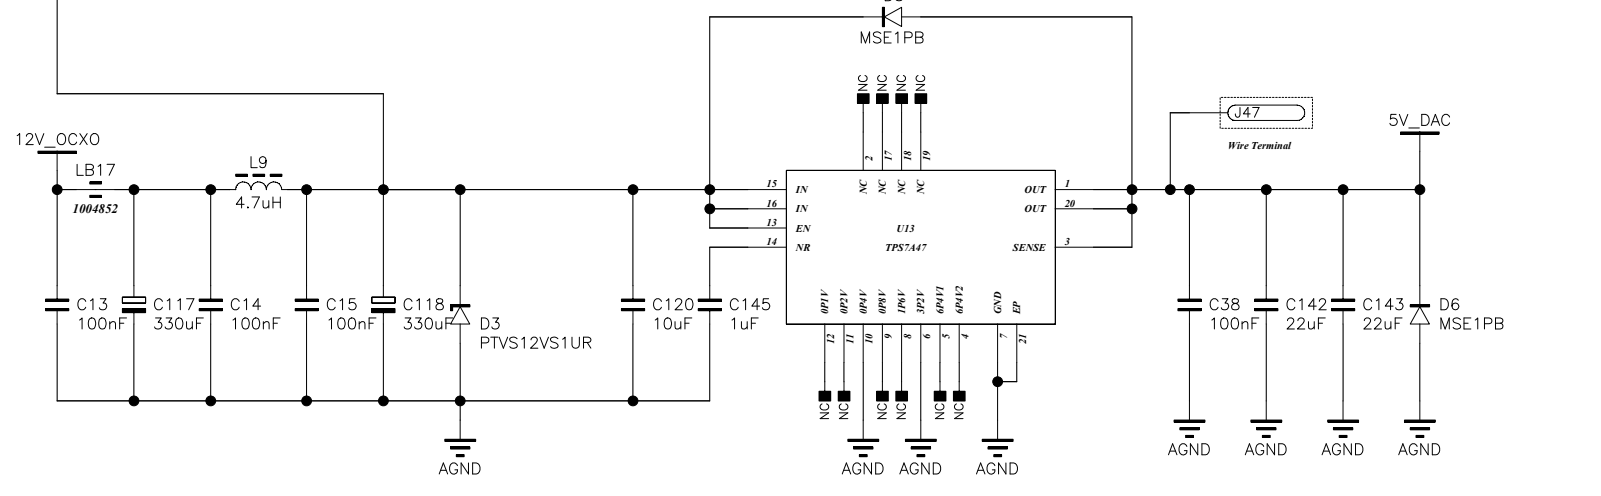 MSE1PB
NC NC NC NC
J47
Wire Terminal
5V_DAC
12V_OCXO
LB17
1004852
L9
4.7uH
2 17 18 19
NC NC NC NC
15 IN
16 IN
13 EN
14 NR
U13
TPS7A47
OUT 1
OUT 20
SENSE 3
0P1V 0P2V 0P4V 0P8V 1P6V 3P2V 6P4V1 6P4V2 GND EP
12 11 10 9 8 6 5 4 7 21
NC NC NC NC NC NC
C13
100nF
C117
330uF
C14
100nF
C15
100nF
C118
330uF
D3
PTVS12VS1UR
C120
10uF
C145
1uF
C38
100nF
C142
22uF
C143
22uF
D6
MSE1PB
AGND
AGND
AGND
AGND
AGND
AGND
AGND
AGND